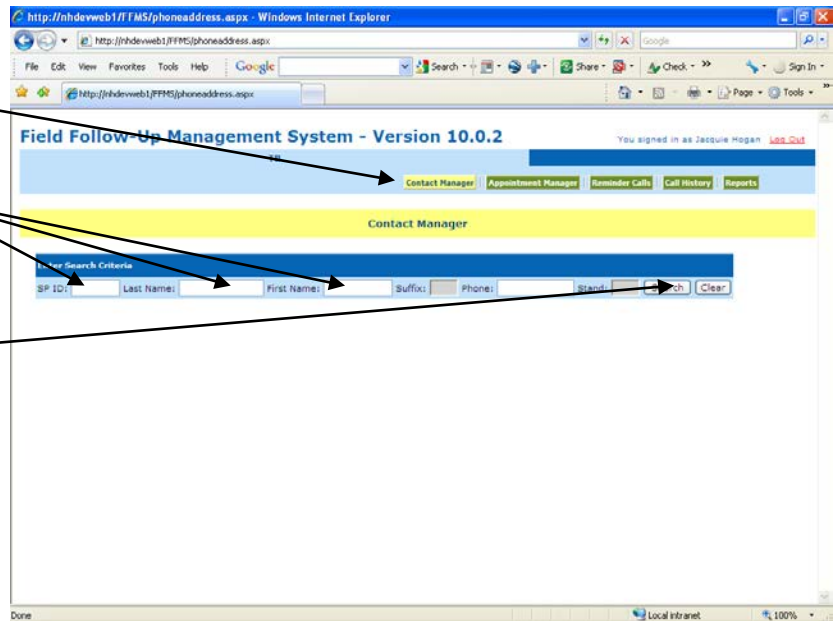 http://nhdevweb1/FFMS/phoneaddress.aspx - Windows Internet Explorer
http://nhdevweb1/FFMS/phoneaddress.aspx
Google
File Edit View Favorites Tools Help Google Search Share Check Sign In
http://nhdevweb1/FFMS/phoneaddress.aspx Page Tools
Field Follow-Up Management System - Version 10.0.2
You signed in as Jacquie Hogan Log Out
Contact Manager Appointment Manager Reminder Calls Call History Reports
Contact Manager
Enter Search Criteria
SP ID: Last Name: First Name: Suffix: Phone: Stand: Search Clear
Done Local intranet 100%